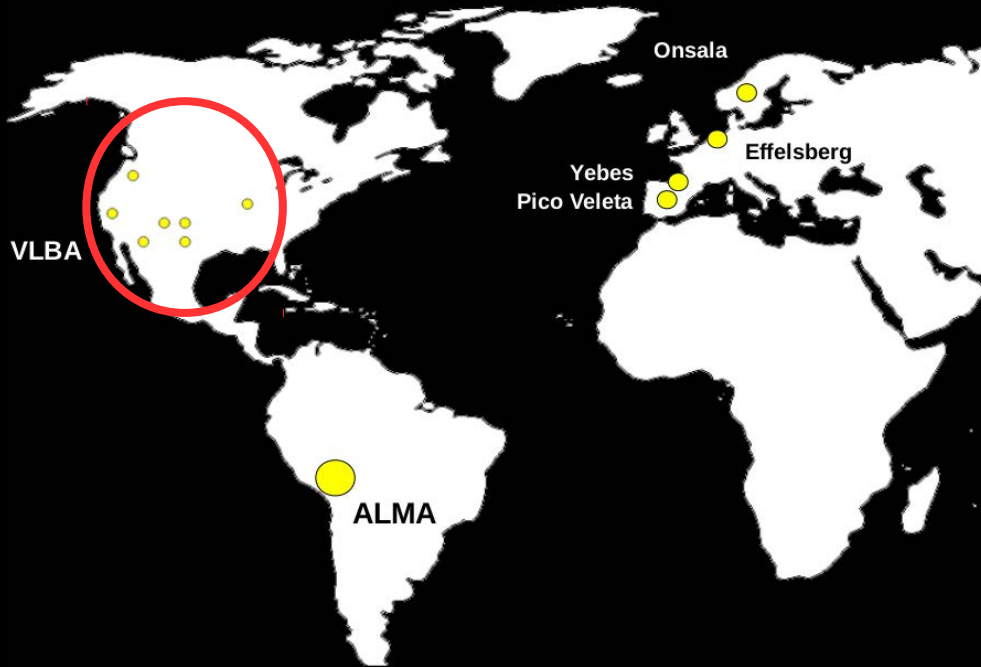 Onsala
Effelsberg
Yebes
Pico Veleta
VLBA
ALMA